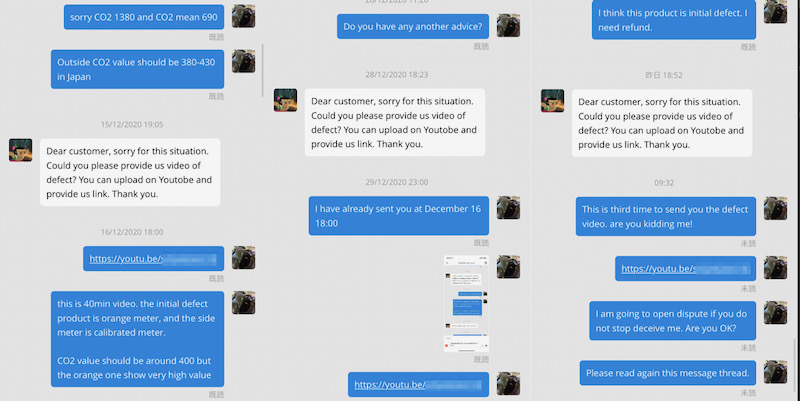 sorry CO2 1380 and CO2 mean 690
既読
Outside CO2 value should be 380-430
in Japan
既読
15/12/2020 19:05
Dear customer, sorry for this situation.
Could you please provide us video of
defect? You can upload on Youtobe and
provide us link. Thank you.
16/12/2020 18:00
https://youtu.be/
既読
this is 40min video. the initial defect
product is orange meter, and the side
meter is calibrated meter.
CO2 value should be around 400 but
the orange one show very high value
既読
Do you have any another advice?
既読
28/12/2020 18:23
Dear customer, sorry for this situation.
Could you please provide us video of
defect? You can upload on Youtobe and
provide us link. Thank you.
29/12/2020 23:00
I have already sent you at December 16
18:00
既読
既読
https://youtu.be/
既読
I think this product is initial defect. I
need refund.
既読
昨日 18:52
Dear customer, sorry for this situation.
Could you please provide us video of
defect? You can upload on Youtobe and
provide us link. Thank you.
09:32
This is third time to send you the defect
video. are you kidding me!
未読
https://youtu.be/s
未読
I am going to open dispute if you do
not stop deceive me. Are you OK?
未読
Please read again this message thread.
未読